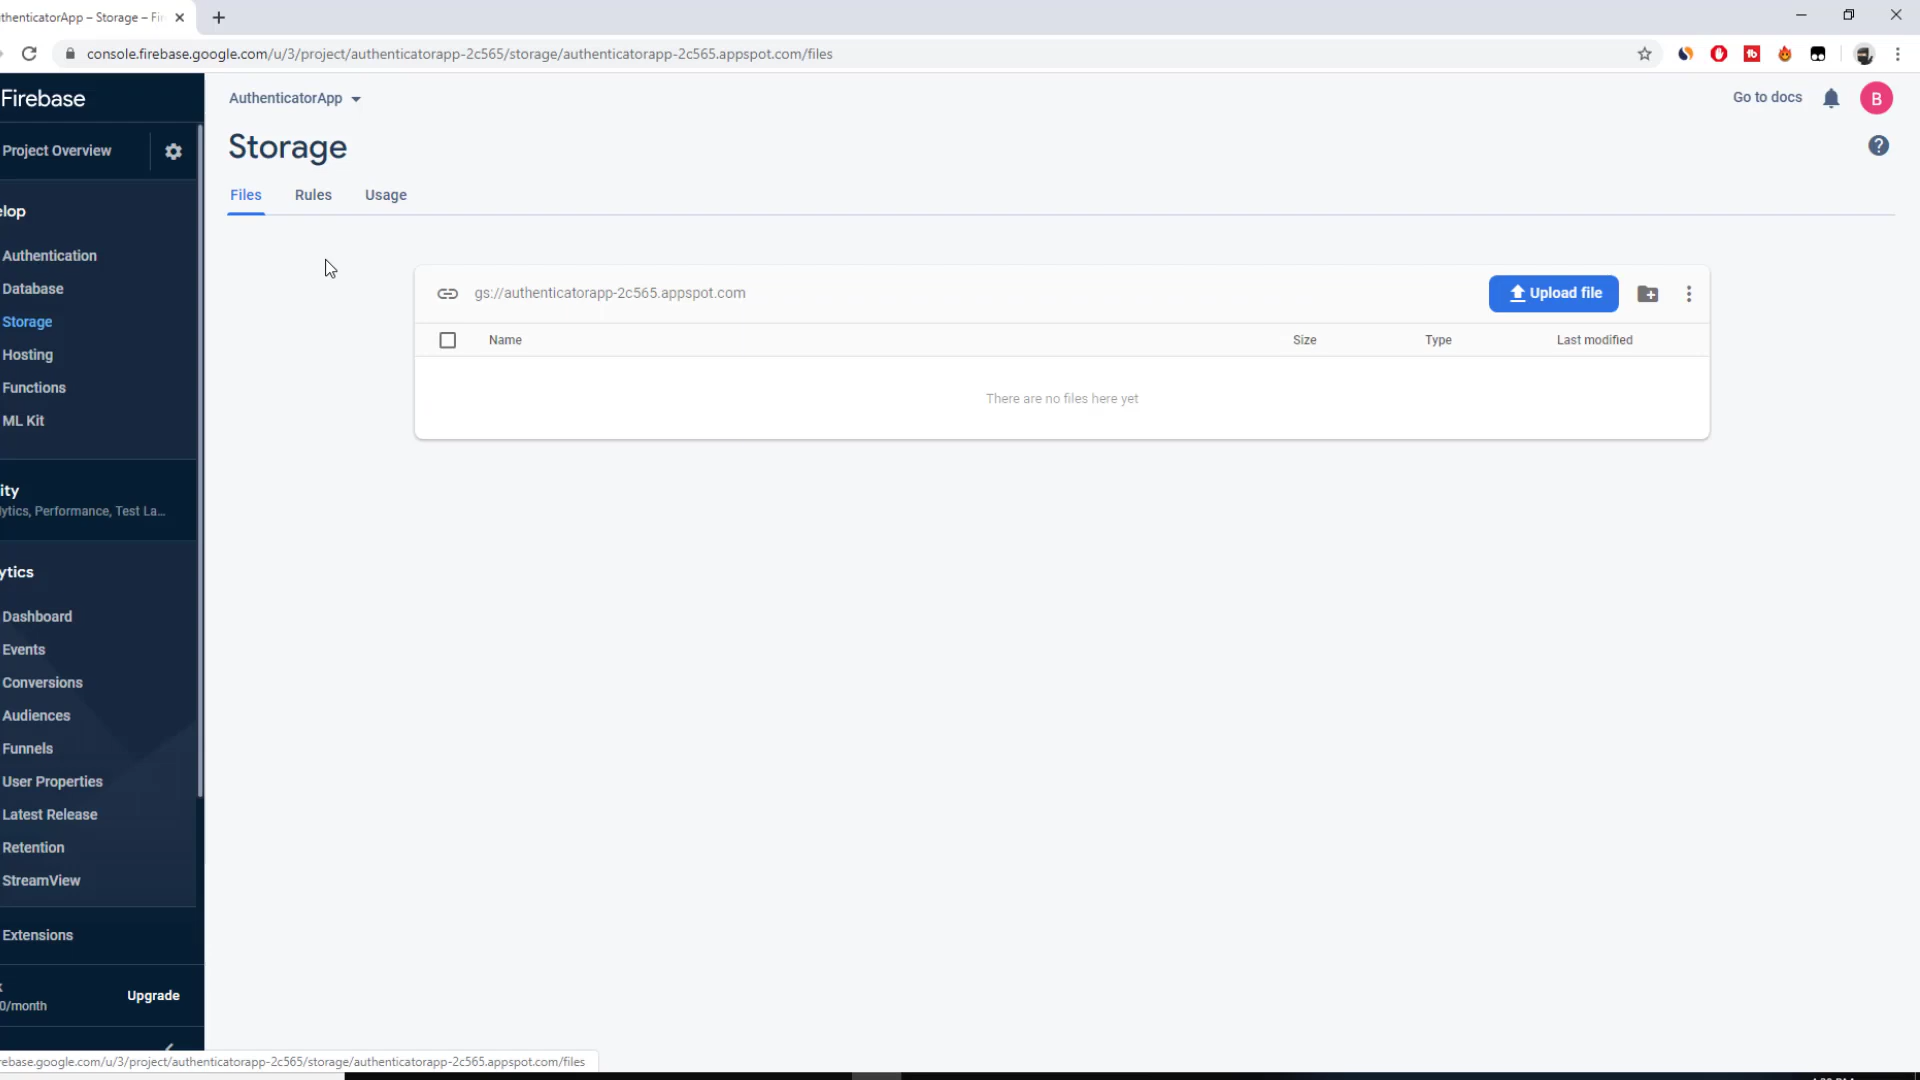 thenticatorApp – Storage – Fi
console.firebase.google.com/u/3/project/authenticatorapp-2c565/storage/authenticatorapp-2c565.appspot.com/files
Firebase
AuthenticatorApp
Go to docs
B
Project Overview
Storage
?
Files Rules Usage
elop
Authentication
Database
Storage
Hosting
Functions
ML Kit
gs://authenticatorapp-2c565.appspot.com
Upload file
Name Size Type Last modified
There are no files here yet
ity
lytics, Performance, Test La...
ytics
Dashboard
Events
Conversions
Audiences
Funnels
User Properties
Latest Release
Retention
StreamView
Extensions
k
0/month
Upgrade
rebase.google.com/u/3/project/authenticatorapp-2c565/storage/authenticatorapp-2c565.appspot.com/files